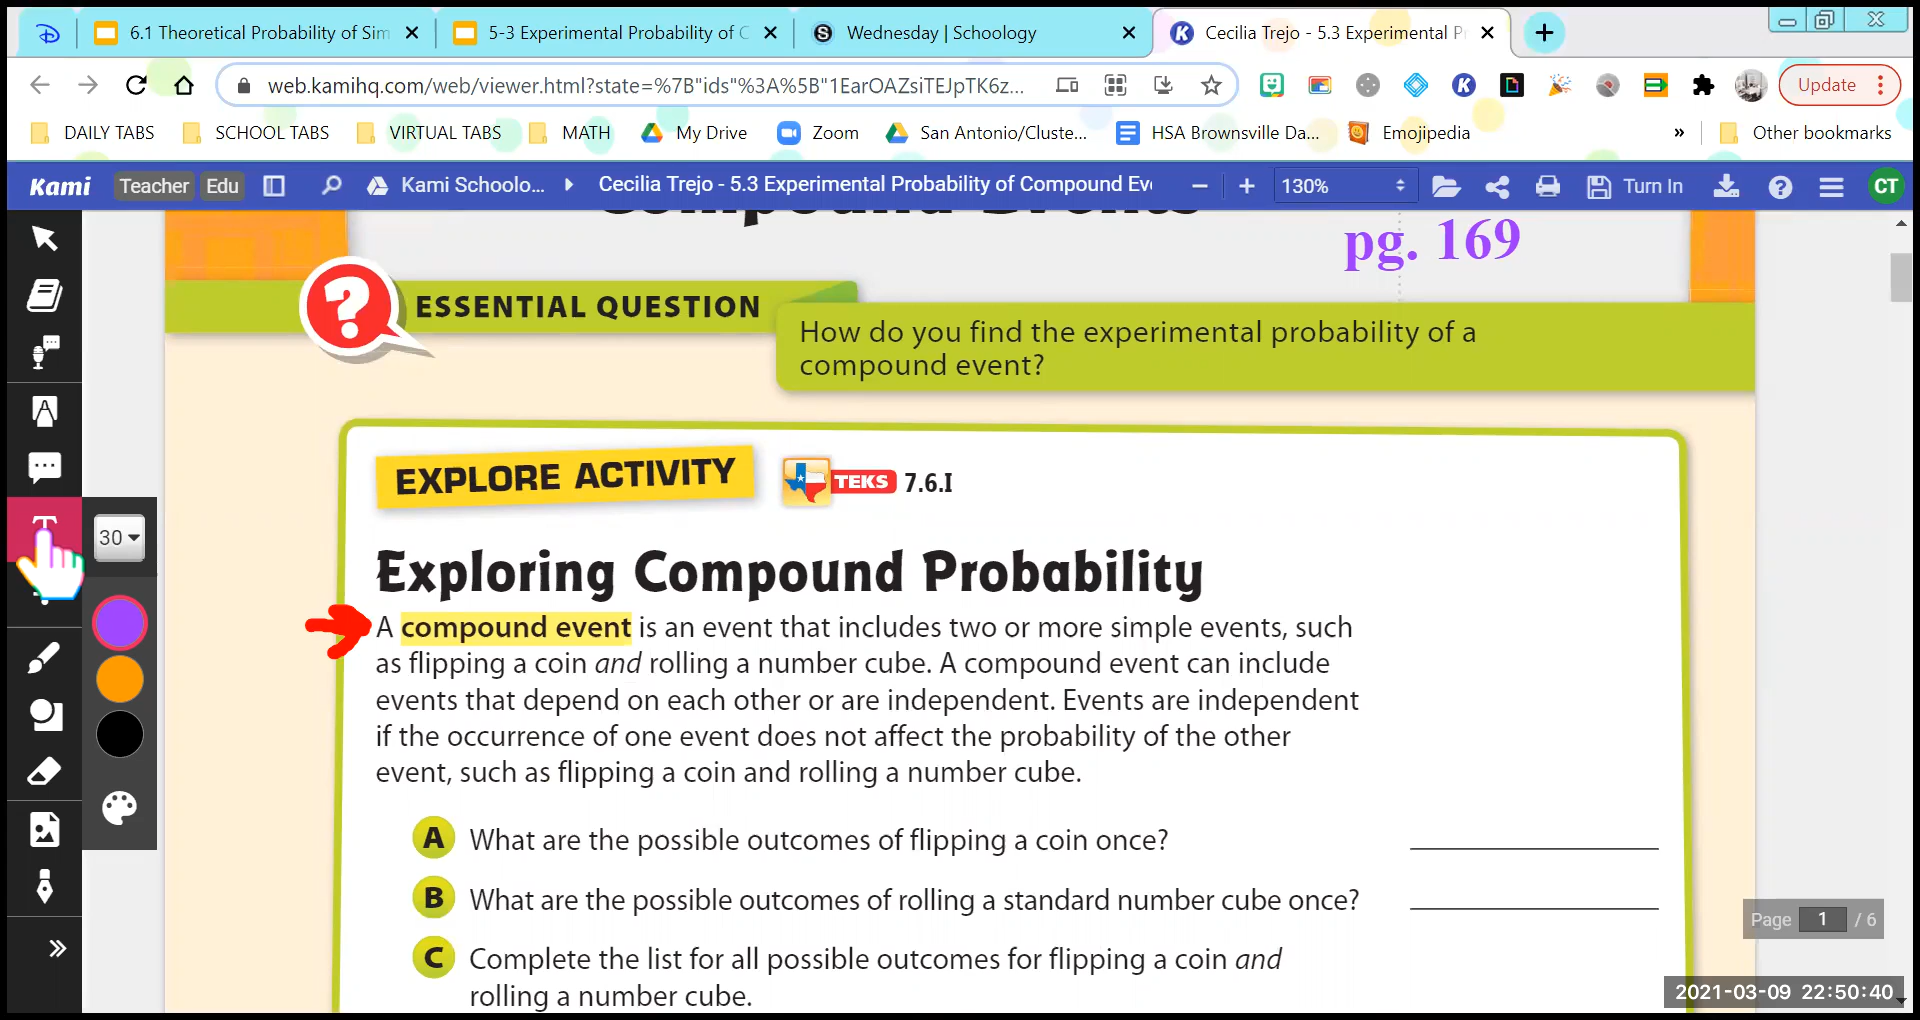 6.1 Theoretical Probability of Sim
5-3 Experimental Probability of C
Wednesday | Schoology
Cecilia Trejo - 5.3 Experimental Pr
web.kamihq.com/web/viewer.html?state=%7B"ids"%3A%5B"1EarOAZsiTEJpTK6z...
Update
DAILY TABS
SCHOOL TABS
VIRTUAL TABS
MATH
My Drive
Zoom
San Antonio/Cluste...
HSA Brownsville Da...
Emojipedia
»
Other bookmarks
Kami
Teacher
Edu
Kami Schoolo...
Cecilia Trejo - 5.3 Experimental Probability of Compound Eve
130%
Turn In
CT
Compound Events
pg. 169
ESSENTIAL QUESTION
How do you find the experimental probability of a
compound event?
EXPLORE ACTIVITY
TEKS 7.6.I
30
Exploring Compound Probability
A compound event is an event that includes two or more simple events, such
as flipping a coin and rolling a number cube. A compound event can include
events that depend on each other or are independent. Events are independent
if the occurrence of one event does not affect the probability of the other
event, such as flipping a coin and rolling a number cube.
A What are the possible outcomes of flipping a coin once?
B What are the possible outcomes of rolling a standard number cube once?
C Complete the list for all possible outcomes for flipping a coin and
rolling a number cube.
Page 1 / 6
2021-03-09 22:50:40